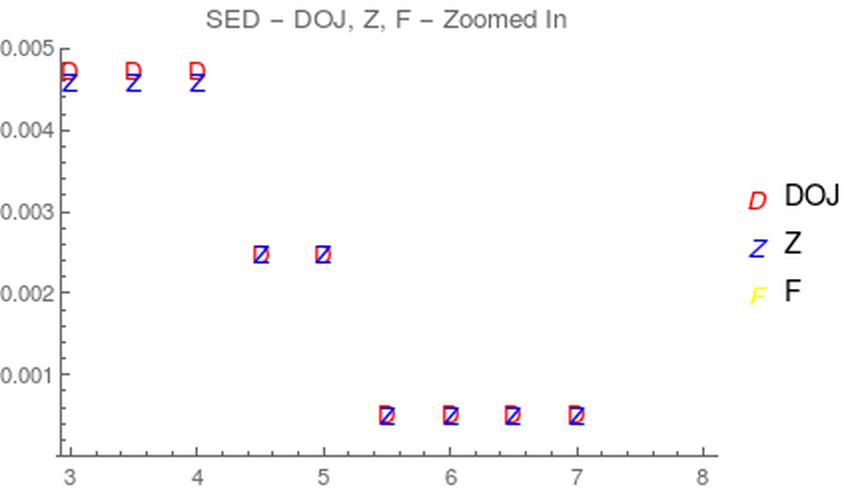 SED – DOJ, Z, F – Zoomed In
0.005
D D D
Z Z Z
0.004
0.003
D DOJ
Z Z
D D
Z Z
0.002
F F
0.001
D D D D
Z Z Z Z
3 4 5 6 7 8